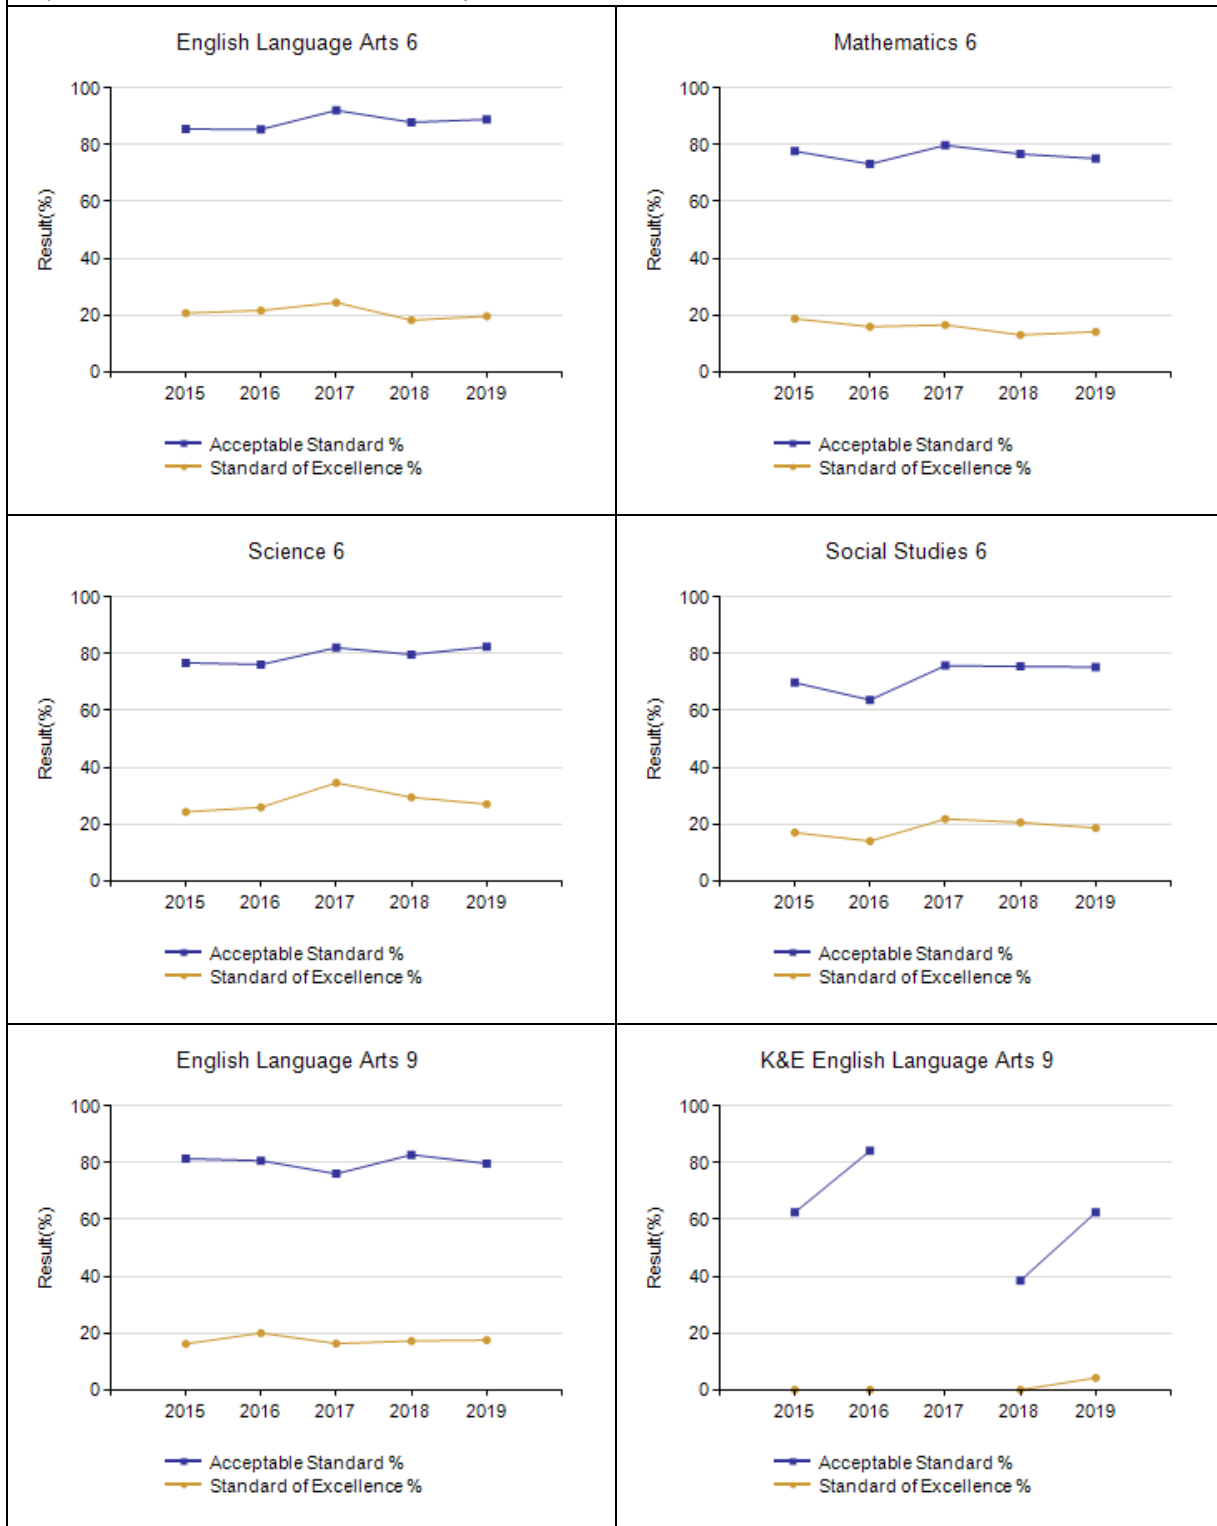 English Language Arts 6
100
80
60
40
20
0
Result(%)
2015 2016 2017 2018 2019
Acceptable Standard %
Standard of Excellence %
Mathematics 6
100
80
60
40
20
0
Result(%)
2015 2016 2017 2018 2019
Acceptable Standard %
Standard of Excellence %
Science 6
100
80
60
40
20
0
Result(%)
2015 2016 2017 2018 2019
Acceptable Standard %
Standard of Excellence %
Social Studies 6
100
80
60
40
20
0
Result(%)
2015 2016 2017 2018 2019
Acceptable Standard %
Standard of Excellence %
English Language Arts 9
100
80
60
40
20
0
Result(%)
2015 2016 2017 2018 2019
Acceptable Standard %
Standard of Excellence %
K&E English Language Arts 9
100
80
60
40
20
0
Result(%)
2015 2016 2017 2018 2019
Acceptable Standard %
Standard of Excellence %